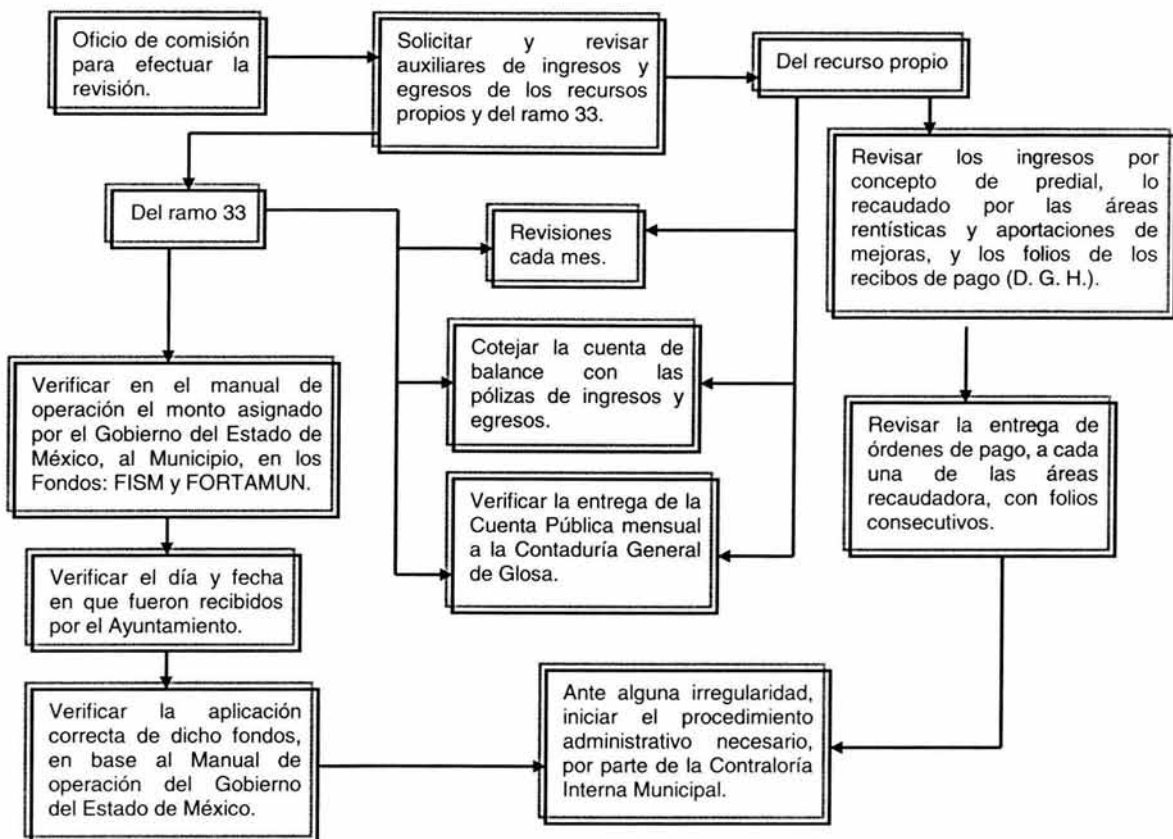 Oficio de comisión
para efectuar la
revisión.
Solicitar y revisar
auxiliares de ingresos y
egresos de los recursos
propios y del ramo 33.
Del recurso propio
Revisar los ingresos por
concepto de predial, lo
recaudado por las áreas
rentísticas y aportaciones de
mejoras, y los folios de los
recibos de pago (D. G. H.).
Del ramo 33
Revisiones
cada mes.
Cotejar la cuenta de
balance con las
pólizas de ingresos y
egresos.
Verificar en el manual de
operación el monto asignado
por el Gobierno del Estado de
México, al Municipio, en los
Fondos: FISM y FORTAMUN.
Revisar la entrega de
órdenes de pago, a cada
una de las áreas
recaudadora, con folios
consecutivos.
Verificar la entrega de la
Cuenta Pública mensual
a la Contaduría General
de Glosa.
Verificar el día y fecha
en que fueron recibidos
por el Ayuntamiento.
Verificar la aplicación
correcta de dicho fondos,
en base al Manual de
operación del Gobierno
del Estado de México.
Ante alguna irregularidad,
iniciar el procedimiento
administrativo necesario,
por parte de la Contraloría
Interna Municipal.